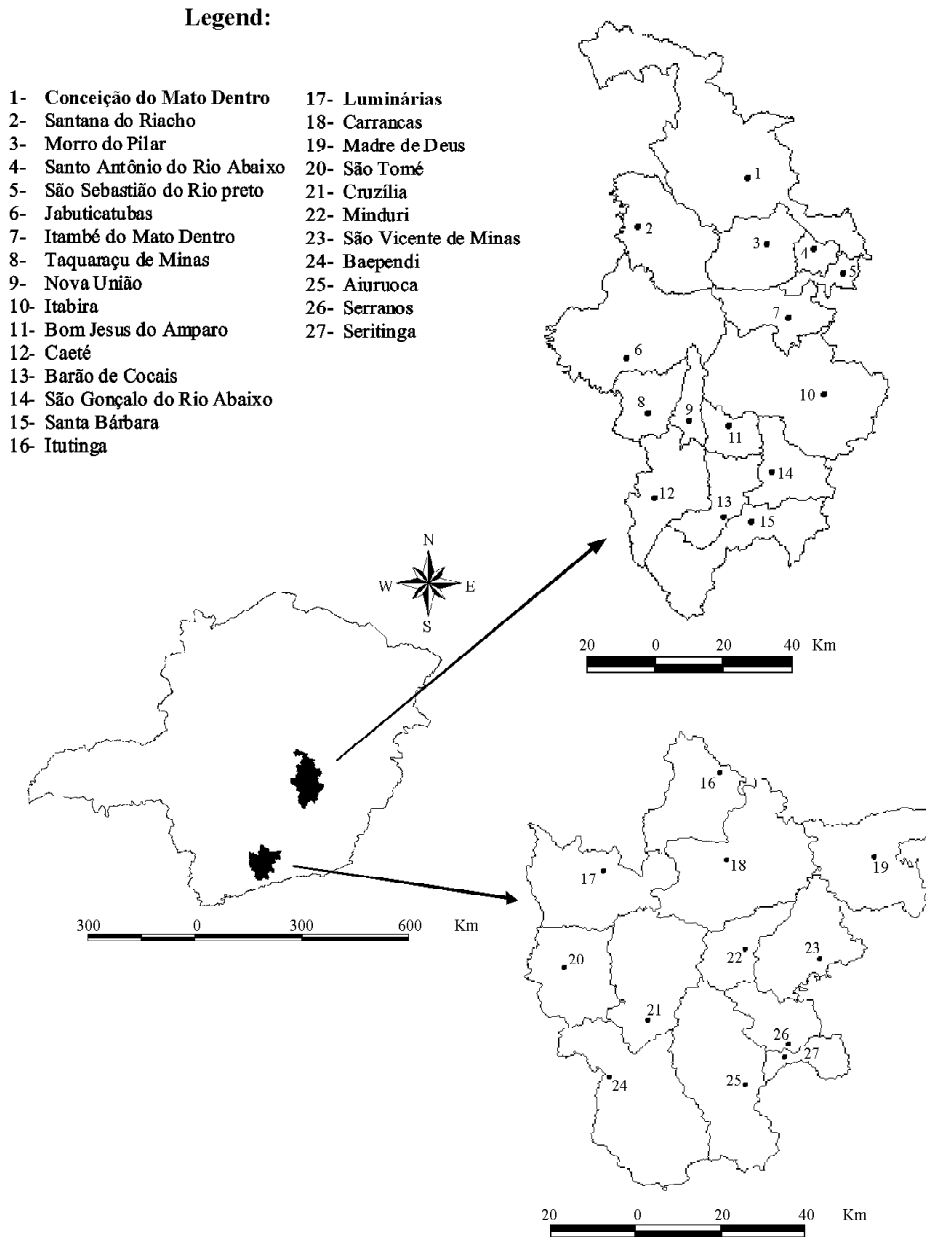 Legend:
1- Conceição do Mato Dentro
2- Santana do Riacho
3- Morro do Pilar
4- Santo Antônio do Rio Abaixo
5- São Sebastião do Rio preto
6- Jabuticatubas
7- Itambé do Mato Dentro
8- Taquaraçu de Minas
9- Nova União
10- Itabira
11- Bom Jesus do Amparo
12- Caeté
13- Barão de Cocais
14- São Gonçalo do Rio Abaixo
15- Santa Bárbara
16- Itutinga
17- Luminárias
18- Carrancas
19- Madre de Deus
20- São Tomé
21- Cruzília
22- Minduri
23- São Vicente de Minas
24- Baependi
25- Aiuruoca
26- Serranos
27- Seritinga
1
2
3
4
7
6
10
8
9
11
14
12
13
15
N
W E
S
20 0 20 40 Km
16
18
19
17
22
23
20
21
26
27
24
25
300 0 300 600 Km
20 0 20 40 Km